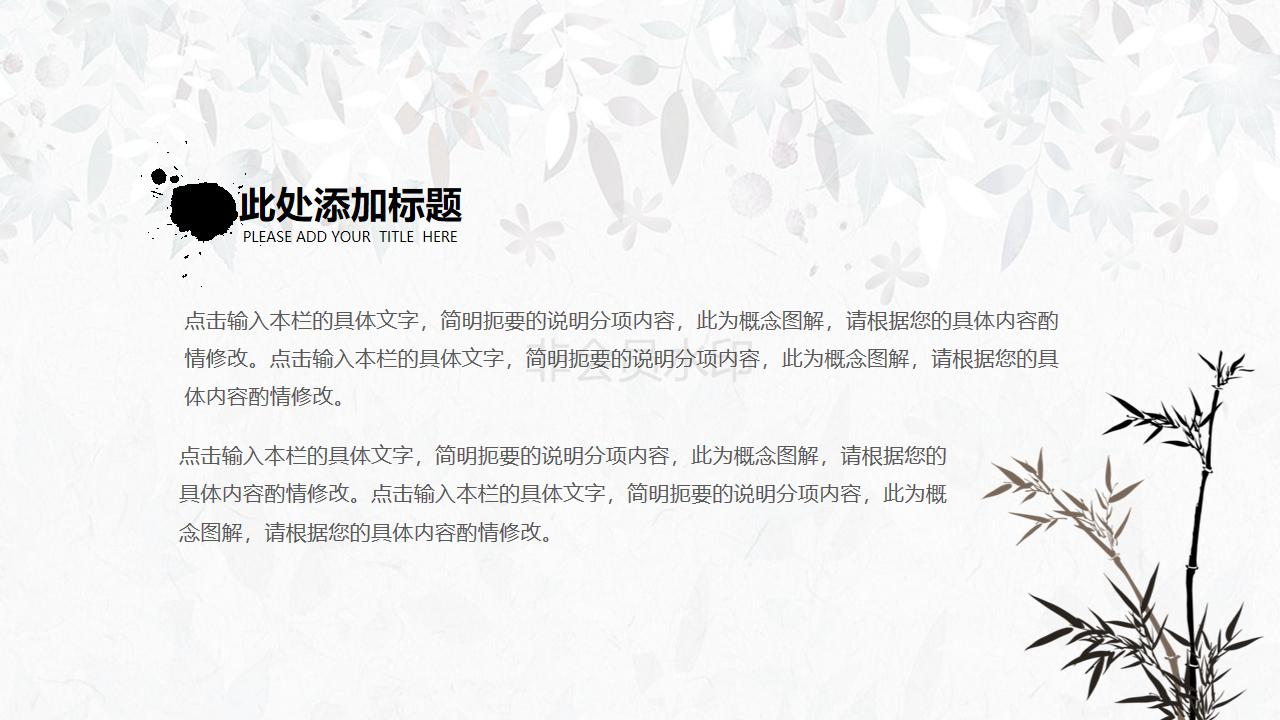 此处添加标题
PLEASE ADD YOUR TITLE HERE
点击输入本栏的具体文字，简明扼要的说明分项内容，此为概念图解，请根据您的具体内容酌
情修改。点击输入本栏的具体文字，简明扼要的说明分项内容，此为概念图解，请根据您的具
体内容酌情修改。
非会员水印
点击输入本栏的具体文字，简明扼要的说明分项内容，此为概念图解，请根据您的
具体内容酌情修改。点击输入本栏的具体文字，简明扼要的说明分项内容，此为概
念图解，请根据您的具体内容酌情修改。